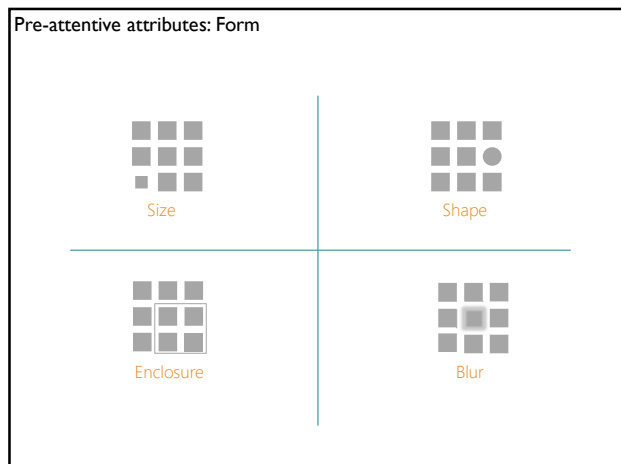 Pre-attentive attributes: Form
Size
Shape
Enclosure
Blur